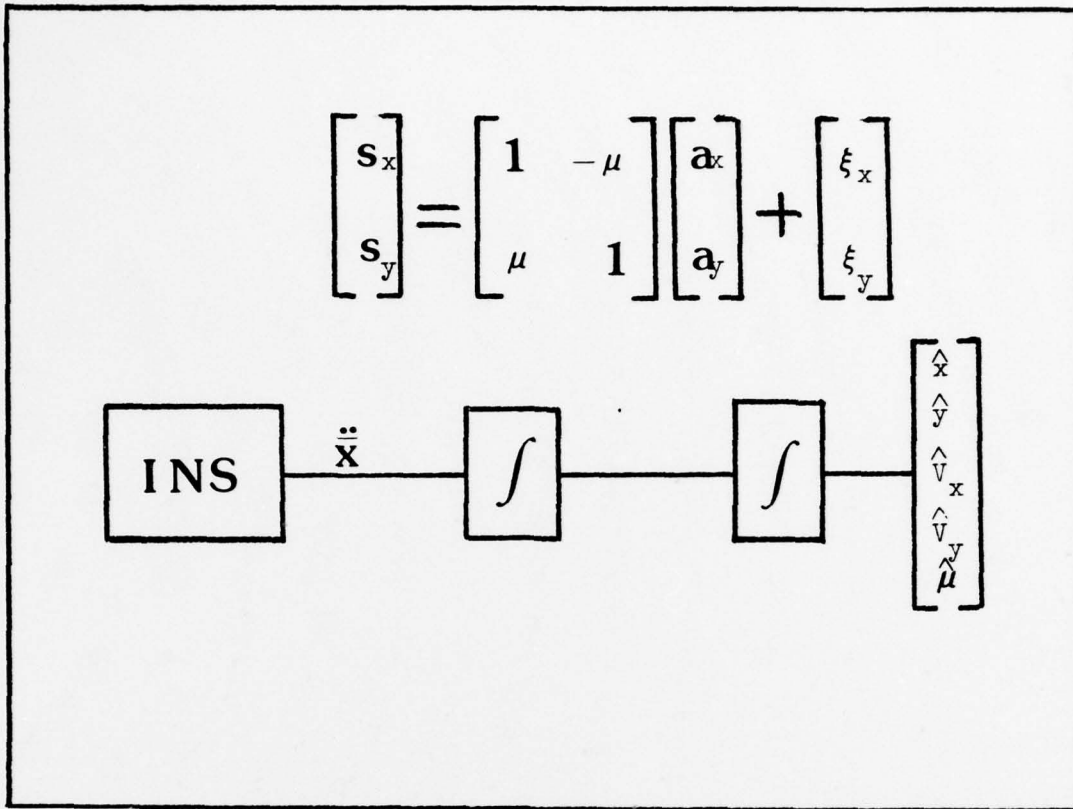 [s_x s_y] = [1 -μ μ 1] [a_x a_y] + [ξ_x ξ_y]
INS ẍ ∫ ∫
x̂
ŷ
v̂_x
v̂_y
μ̂